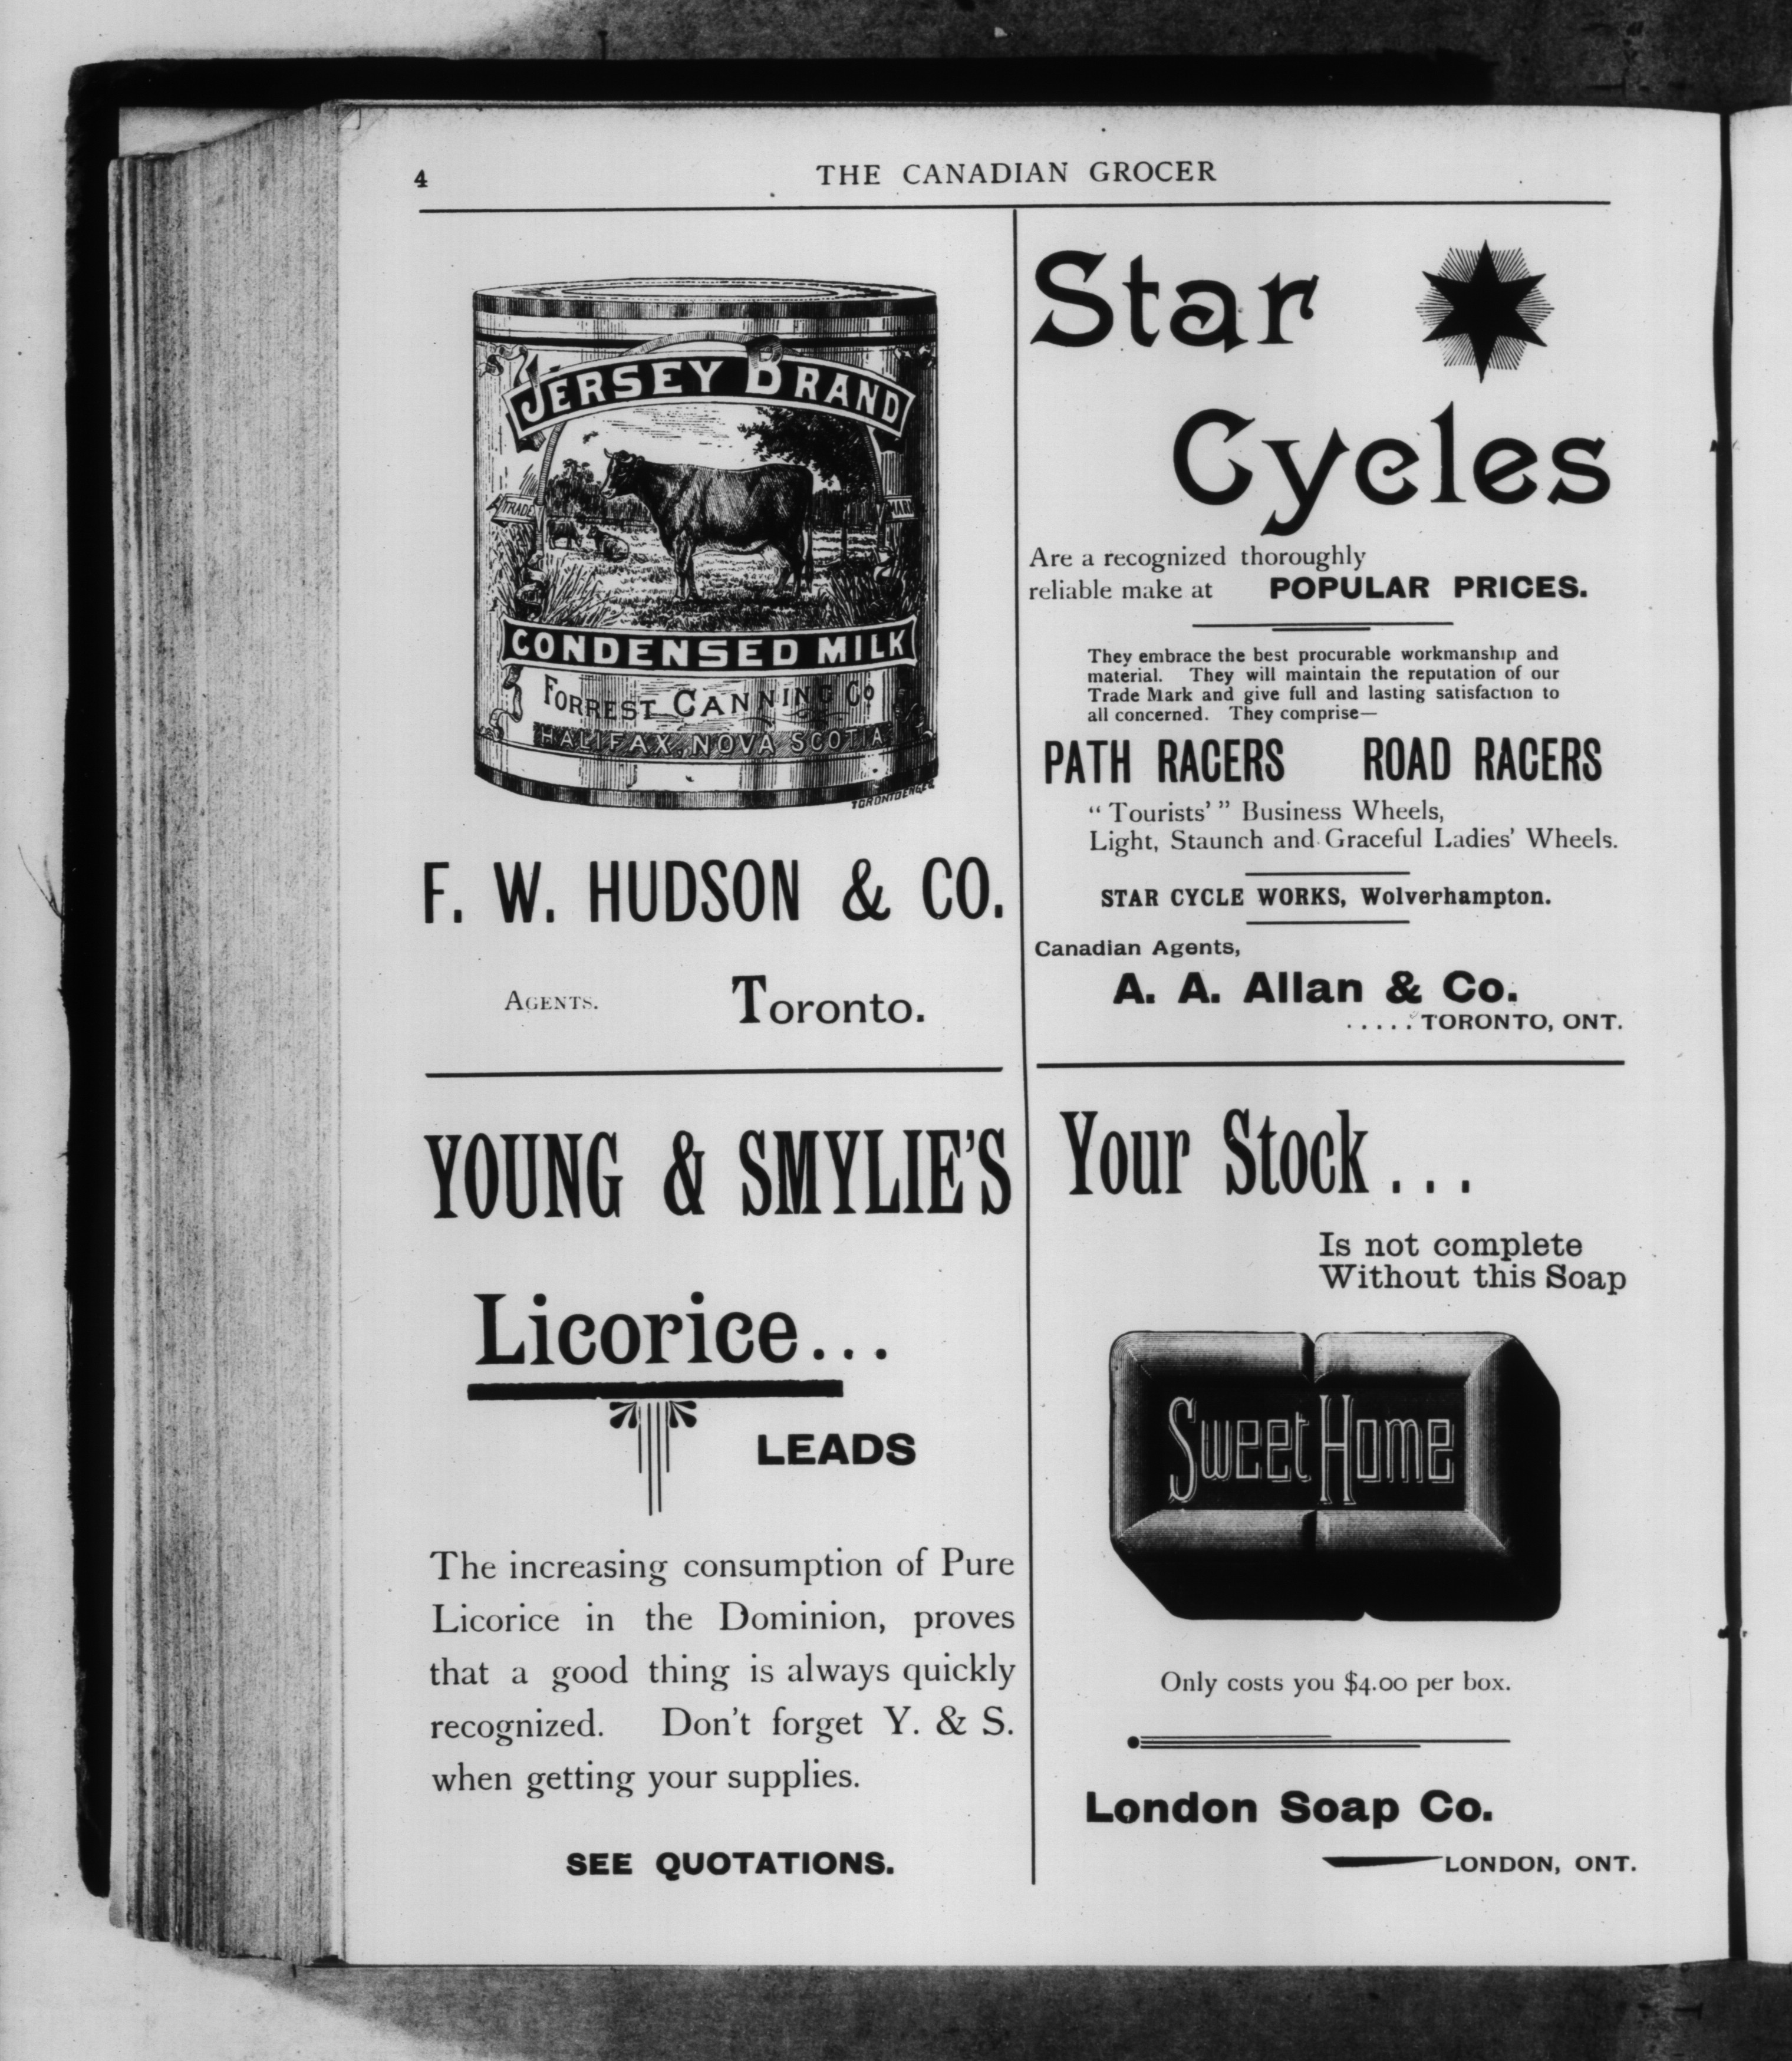 4
THE CANADIAN GROCER
JERSEY BRAND
TRADE
MARK
CONDENSED MILK
FORREST CANNING Co
HALIFAX, NOVA SCOTIA
F. W. HUDSON & CO.
AGENTS.
Toronto.
YOUNG & SMYLIE'S
Licorice...
LEADS
The increasing consumption of Pure
Licorice in the Dominion, proves
that a good thing is always quickly
recognized. Don't forget Y. & S.
when getting your supplies.
SEE QUOTATIONS.
Star
Cycles
Are a recognized thoroughly
reliable make at POPULAR PRICES.
They embrace the best procurable workmanship and
material. They will maintain the reputation of our
Trade Mark and give full and lasting satisfaction to
all concerned. They comprise—
PATH RACERS ROAD RACERS
"Tourists'" Business Wheels,
Light, Staunch and Graceful Ladies' Wheels.
STAR CYCLE WORKS, Wolverhampton.
Canadian Agents,
A. A. Allan & Co.
.....TORONTO, ONT.
Your Stock...
Is not complete
Without this Soap
Sweet Home
Only costs you $4.00 per box.
London Soap Co.
LONDON, ONT.